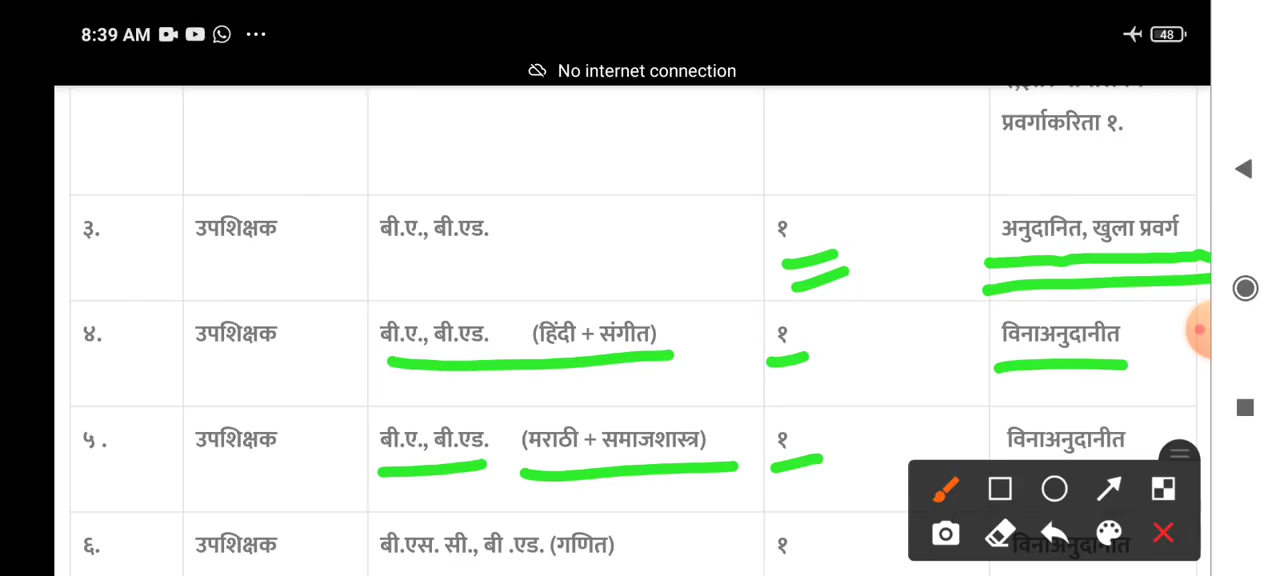 8:39 AM ... 48
No internet connection
प्रवर्गाकरिता १.
३. उपशिक्षक बी.ए., बी.एड. १ अनुदानित, खुला प्रवर्ग
४. उपशिक्षक बी.ए., बी.एड. (हिंदी + संगीत) १ विनाअनुदानीत
५ . उपशिक्षक बी.ए., बी.एड. (मराठी + समाजशास्त्र) १ विनाअनुदानीत
६. उपशिक्षक बी.एस. सी., बी .एड. (गणित) १ विनाअनुदानीत